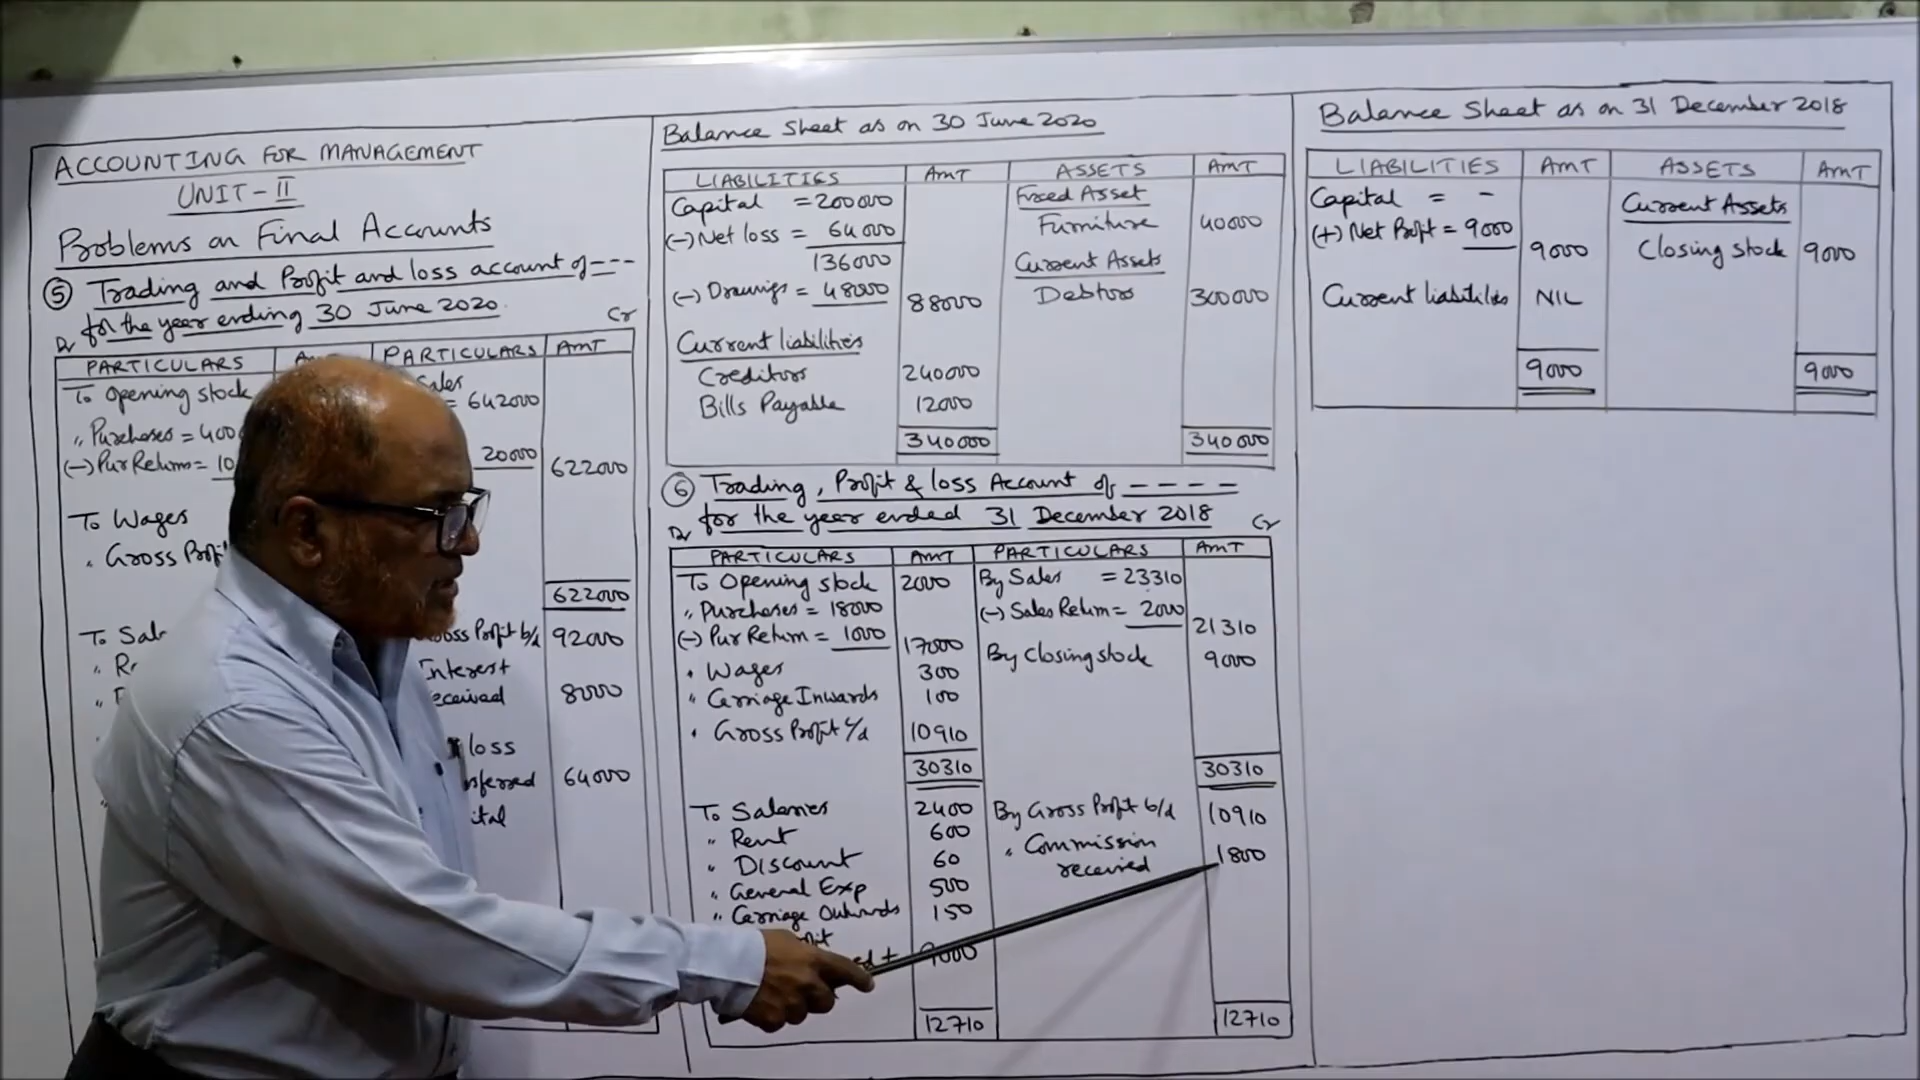 ACCOUNTING FOR MANAGEMENT
UNIT-II
Problems on Final Accounts
⑤ Trading and Profit and loss account of ---
for the year ending 30 June 2020.
Dr Cr
PARTICULARS PARTICULARS AMT
To Opening stock Sales
= 642000
" Purchases = 400
(-) Pur Returns = 10 20000 622000
To Wages
" Gross Profit
622000
To Sal Gross Profit b/d 92000
" R Interest
received 8000
loss
nsferred 64000
ital
Balance Sheet as on 30 June 2020
LIABILITIES AMT ASSETS AMT
Capital = 200000 Fixed Asset
(-) Net loss = 64000 Furniture 40000
136000 Current Assets
(-) Drawings = 48000 88000 Debtors 300000
Current liabilities
Creditors 240000
Bills Payable 12000
340000 340000
⑥ Trading, Profit & loss Account of ----
for the year ended 31 December 2018
Dr Cr
PARTICULARS AMT PARTICULARS AMT
To Opening stock 2000 By Sales = 23310
" Purchases = 18000 (-) Sales Return = 2000 21310
(-) Pur Return = 1000 17000 By Closing stock 9000
" Wages 300
" Carriage Inwards 100
" Gross Profit c/d 10910
30310 30310
To Salaries 2400 By Gross Profit b/d 10910
" Rent 600 " Commission
received 1800
" Discount 60
" General Exp 500
" Carriage Outwards 150
9000
12710 12710
Balance Sheet as on 31 December 2018
LIABILITIES AMT ASSETS AMT
Capital = - Current Assets
(+) Net Profit = 9000 9000 Closing stock 9000
Current liabilities NIL
9000 9000